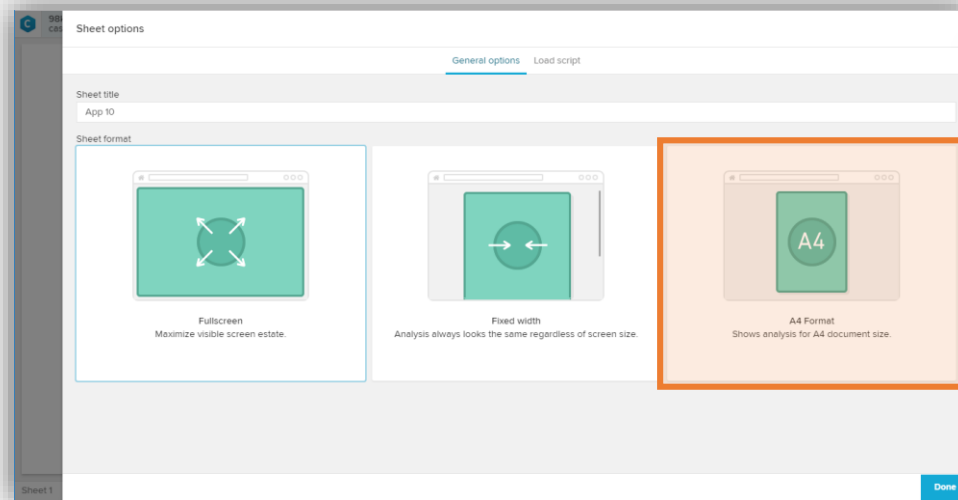 C
98
cas
Sheet options
General options Load script
Sheet title
App 10
Sheet format
A4
Fullscreen
Maximize visible screen estate.
Fixed width
Analysis always looks the same regardless of screen size.
A4 Format
Shows analysis for A4 document size.
Sheet 1
Done